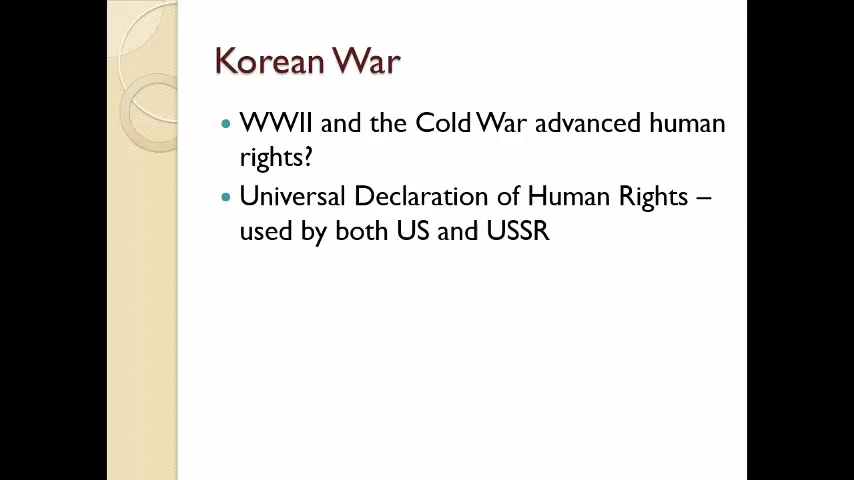 Korean War
• WWII and the Cold War advanced human
rights?
• Universal Declaration of Human Rights –
used by both US and USSR